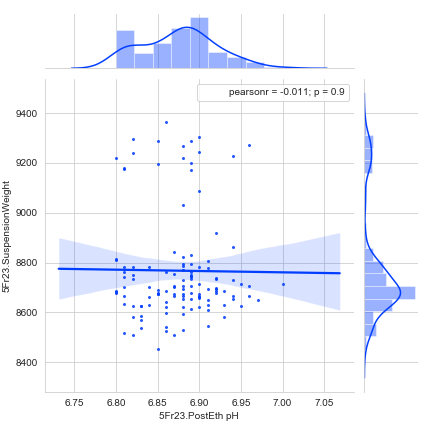 pearsonr = -0.011; p = 0.9
9400
9200
9000
8800
8600
8400
5Fr23.SuspensionWeight
6.75 6.80 6.85 6.90 6.95 7.00 7.05
5Fr23.PostEth pH